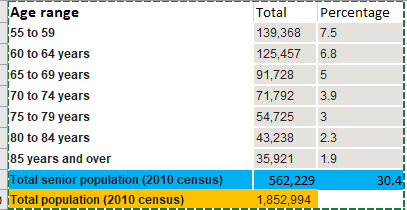 Age range Total Percentage
55 to 59 139,368 7.5
60 to 64 years 125,457 6.8
65 to 69 years 91,728 5
70 to 74 years 71,792 3.9
75 to 79 years 54,725 3
80 to 84 years 43,238 2.3
85 years and over 35,921 1.9
Total senior population (2010 census) 562,229 30.4
Total population (2010 census) 1,852,994